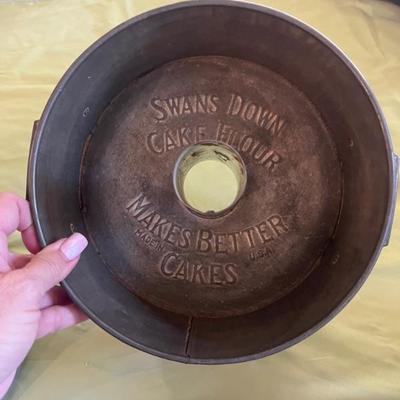 SWANS DOWN
CAKE FLOUR
MAKES BETTER
MADE IN U.S.A.
CAKES